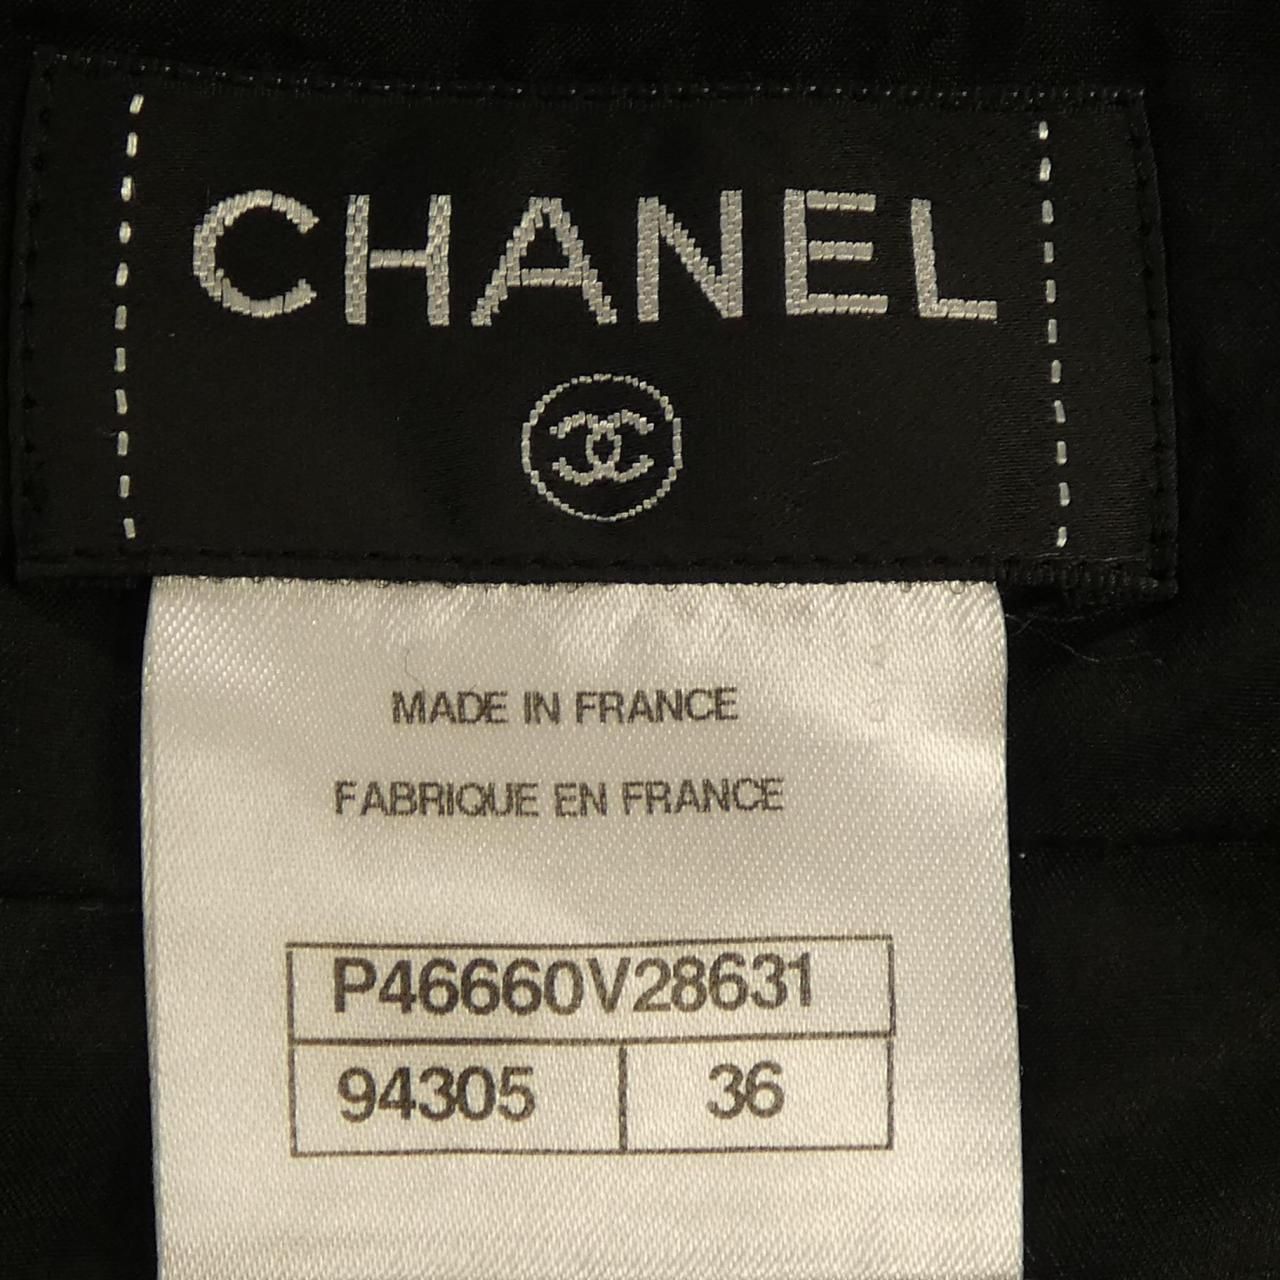 CHANEL
MADE IN FRANCE
FABRIQUE EN FRANCE
P46660V28631
94305 36